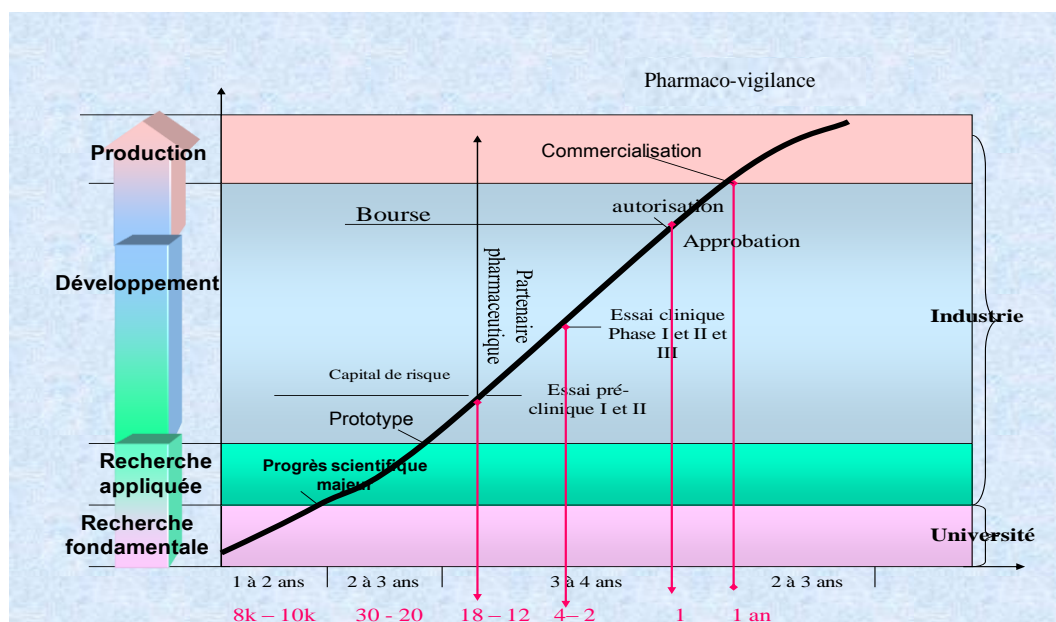 Pharmaco-vigilance
Production
Commercialisation
Bourse
autorisation
Approbation
Développement
Partenaire
pharmaceutique
Essai clinique
Phase I et II et
III
Industrie
Capital de risque
Essai pré-
clinique I et II
Prototype
Recherche
appliquée
Progrès scientifique
majeur
Recherche
fondamentale
Université
1 à 2 ans
2 à 3 ans
3 à 4 ans
2 à 3 ans
8k – 10k
30 - 20
18 – 12
4– 2
1
1 an